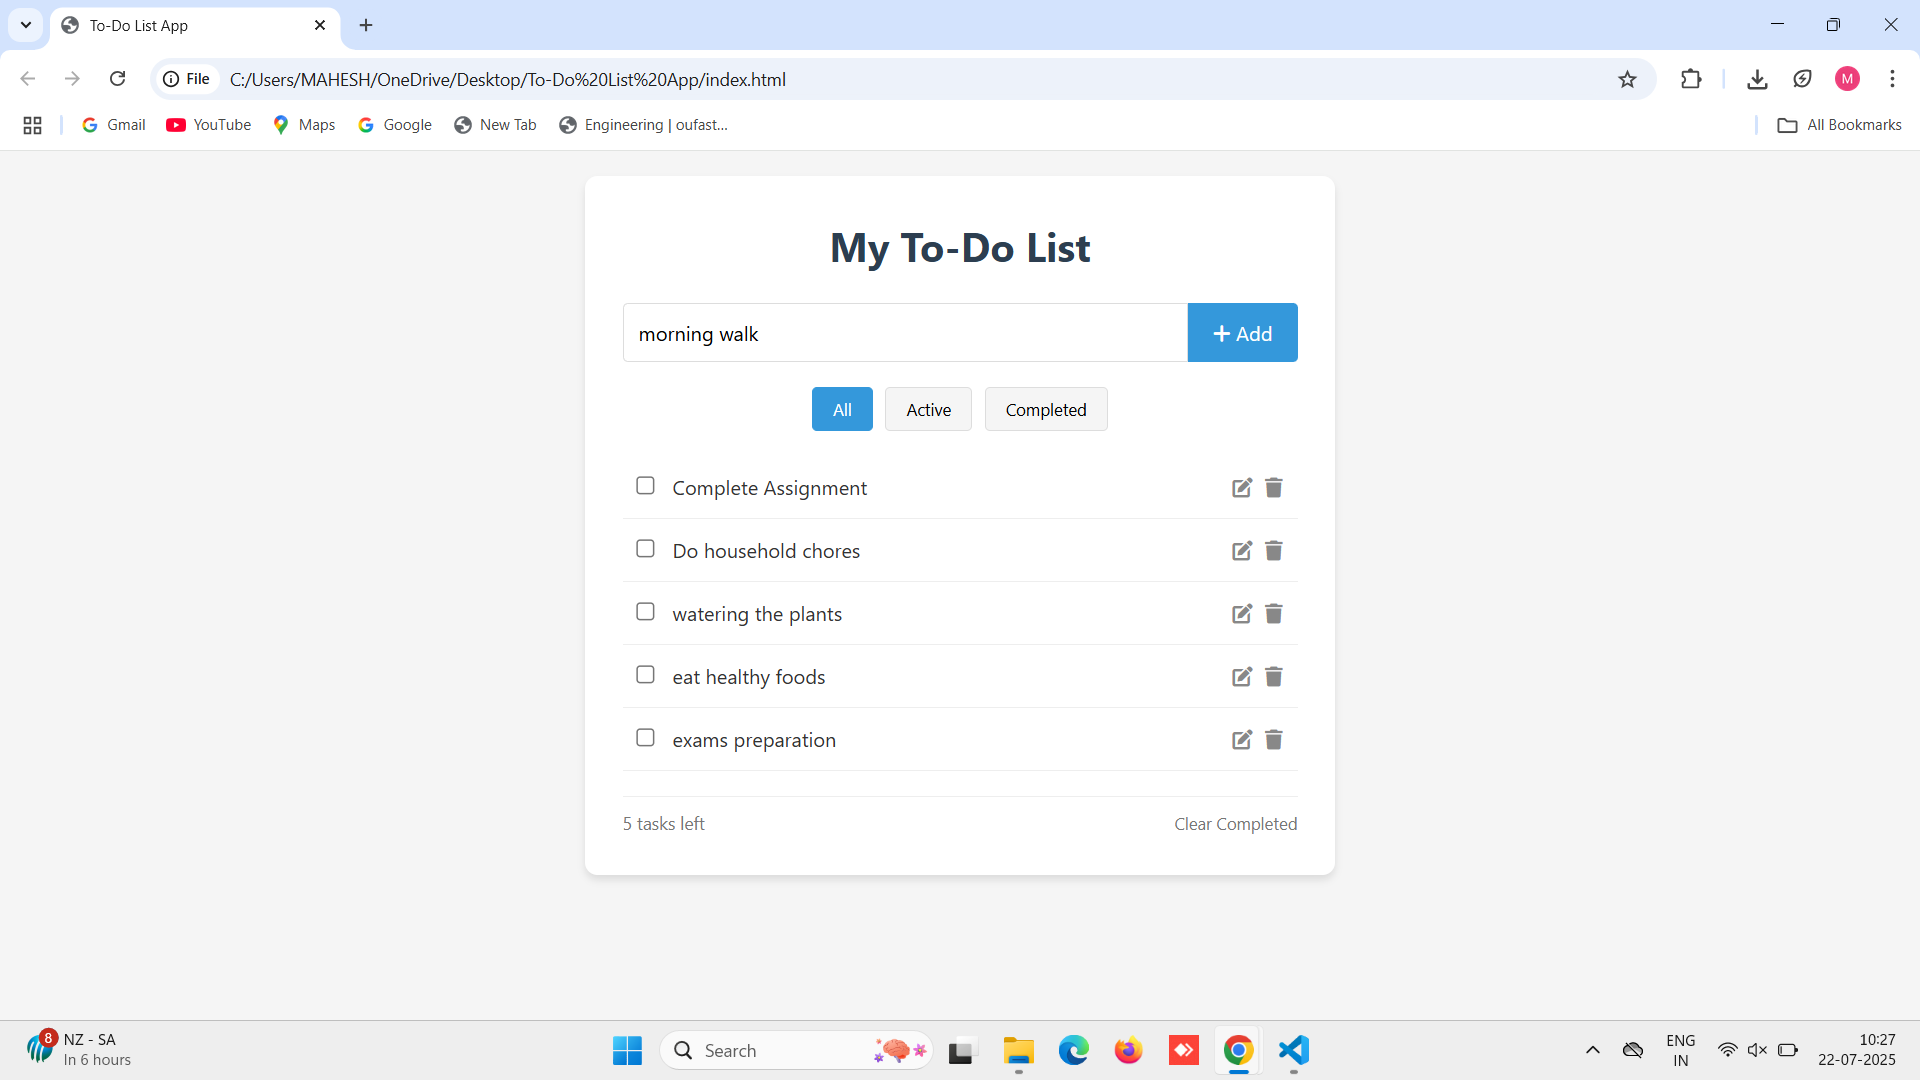 To-Do List App
File C:/Users/MAHESH/OneDrive/Desktop/To-Do%20List%20App/index.html
M
Gmail YouTube Maps Google New Tab Engineering | oufast... All Bookmarks
My To-Do List
morning walk
Add
All Active Completed
Complete Assignment
Do household chores
watering the plants
eat healthy foods
exams preparation
5 tasks left Clear Completed
8
NZ - SA
In 6 hours
Search
ENG
IN
10:27
22-07-2025